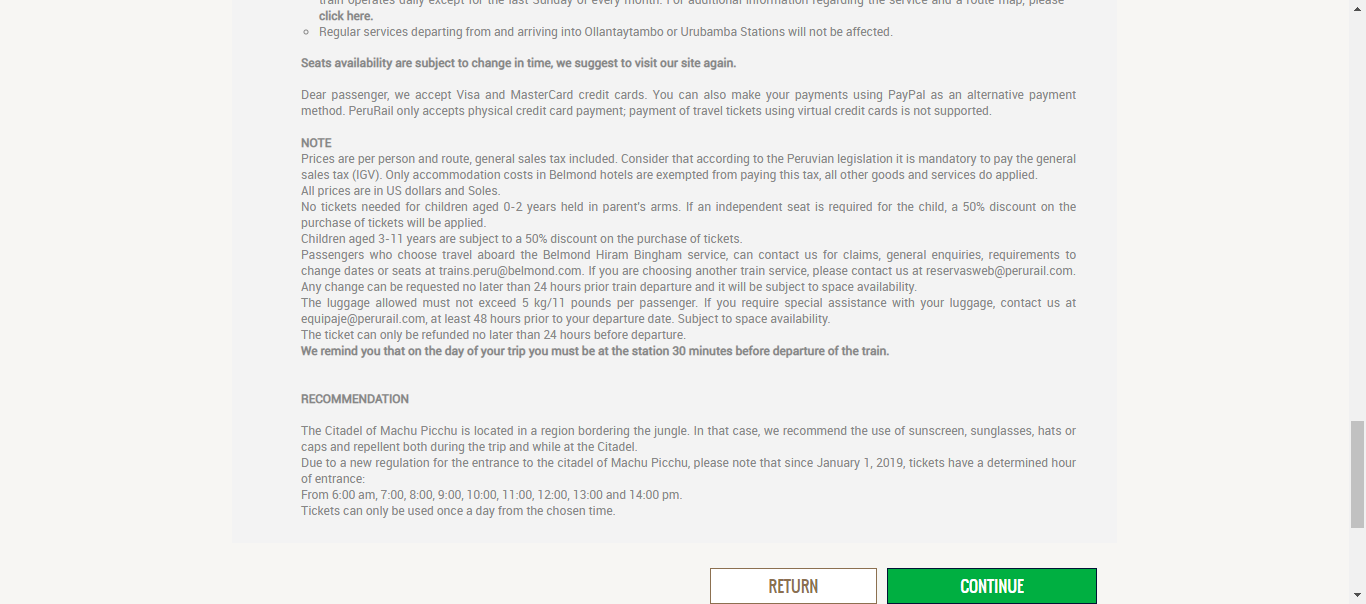 train operates daily except for the last Sunday of every month. For additional information regarding the service and a route map, please
click here.
Regular services departing from and arriving into Ollantaytambo or Urubamba Stations will not be affected.
Seats availability are subject to change in time, we suggest to visit our site again.
Dear passenger, we accept Visa and MasterCard credit cards. You can also make your payments using PayPal as an alternative payment
method. PeruRail only accepts physical credit card payment; payment of travel tickets using virtual credit cards is not supported.
NOTE
Prices are per person and route, general sales tax included. Consider that according to the Peruvian legislation it is mandatory to pay the general
sales tax (IGV). Only accommodation costs in Belmond hotels are exempted from paying this tax, all other goods and services do applied.
All prices are in US dollars and Soles.
No tickets needed for children aged 0-2 years held in parent's arms. If an independent seat is required for the child, a 50% discount on the
purchase of tickets will be applied.
Children aged 3-11 years are subject to a 50% discount on the purchase of tickets.
Passengers who choose travel aboard the Belmond Hiram Bingham service, can contact us for claims, general enquiries, requirements to
change dates or seats at trains.peru@belmond.com. If you are choosing another train service, please contact us at reservasweb@perurail.com.
Any change can be requested no later than 24 hours prior train departure and it will be subject to space availability.
The luggage allowed must not exceed 5 kg/11 pounds per passenger. If you require special assistance with your luggage, contact us at
equipaje@perurail.com, at least 48 hours prior to your departure date. Subject to space availability.
The ticket can only be refunded no later than 24 hours before departure.
We remind you that on the day of your trip you must be at the station 30 minutes before departure of the train.
RECOMMENDATION
The Citadel of Machu Picchu is located in a region bordering the jungle. In that case, we recommend the use of sunscreen, sunglasses, hats or
caps and repellent both during the trip and while at the Citadel.
Due to a new regulation for the entrance to the citadel of Machu Picchu, please note that since January 1, 2019, tickets have a determined hour
of entrance:
From 6:00 am, 7:00, 8:00, 9:00, 10:00, 11:00, 12:00, 13:00 and 14:00 pm.
Tickets can only be used once a day from the chosen time.
RETURN
CONTINUE